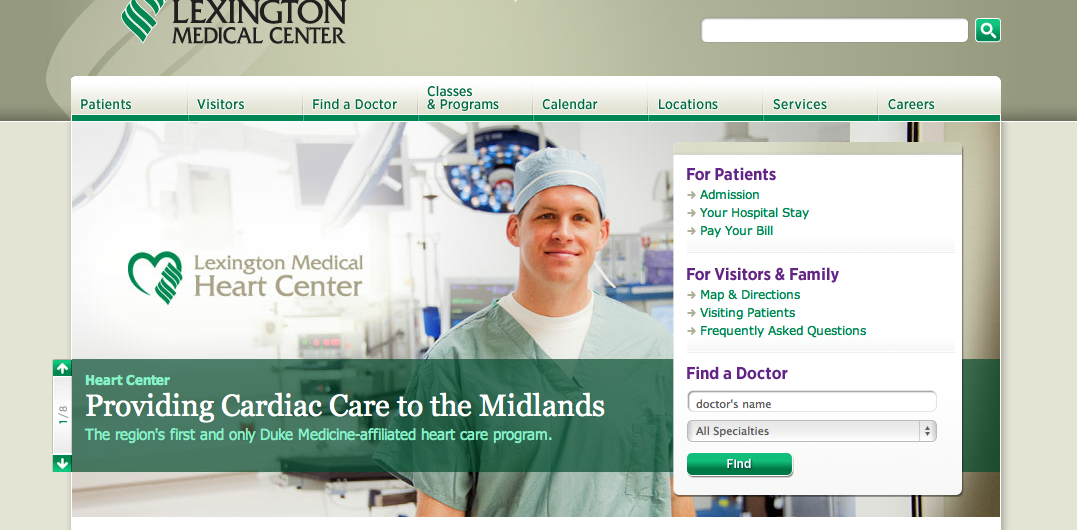 LEXINGTON
MEDICAL CENTER
Patients
Visitors
Find a Doctor
Classes
& Programs
Calendar
Locations
Services
Careers
Lexington Medical
Heart Center
For Patients
Admission
Your Hospital Stay
Pay Your Bill
For Visitors & Family
Map & Directions
Visiting Patients
Frequently Asked Questions
Find a Doctor
doctor's name
All Specialties
Find
1/8
Heart Center
Providing Cardiac Care to the Midlands
The region's first and only Duke Medicine-affiliated heart care program.